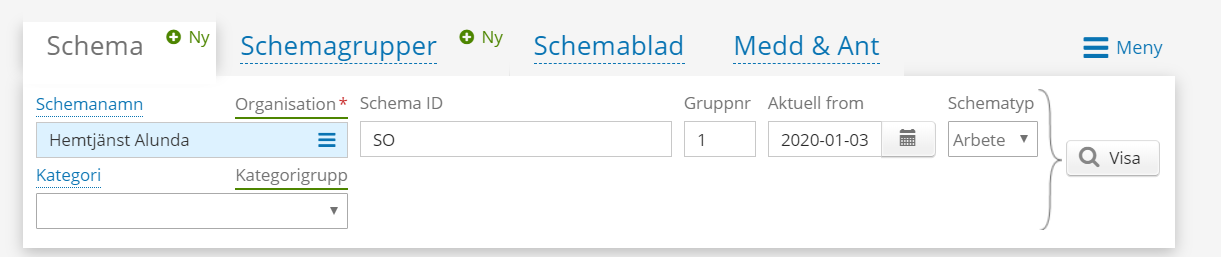 Schema Ny Schemagrupper Ny Schemablad Medd & Ant Meny
Schemanamn Organisation * Schema ID Gruppnr Aktuell from Schematyp
Hemtjänst Alunda SO 1 2020-01-03 Arbete Visa
Kategori Kategorigrupp